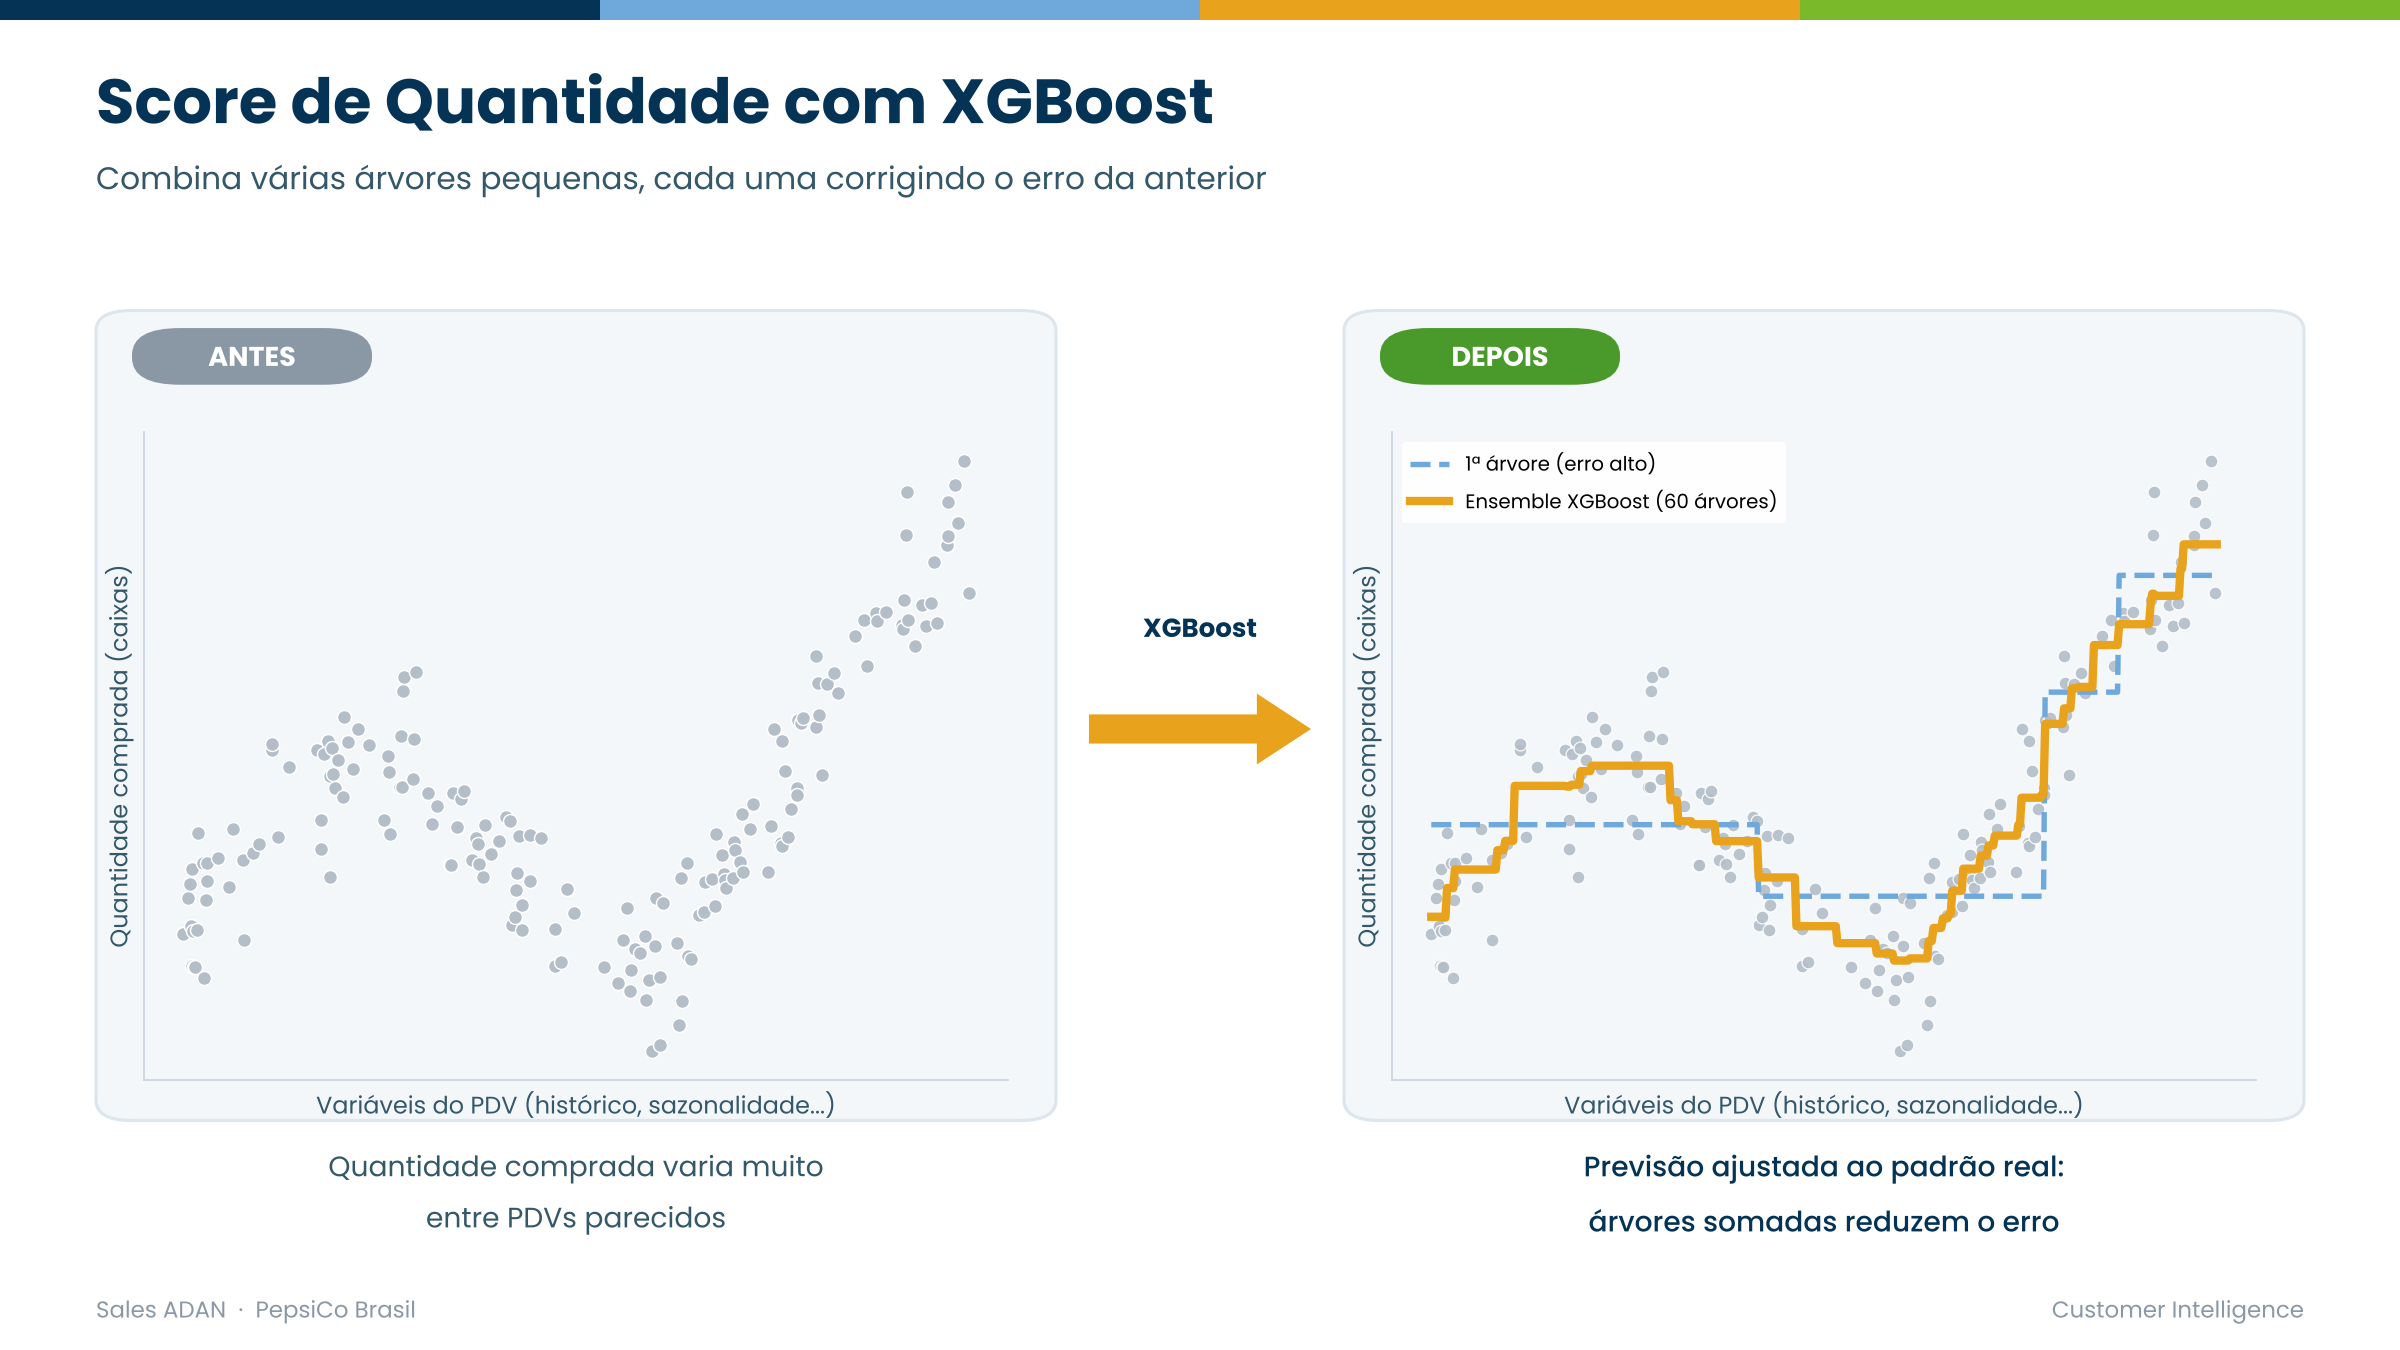 Score de Quantidade com XGBoost
Combina várias árvores pequenas, cada uma corrigindo o erro da anterior
ANTES
Quantidade comprada (caixas)
Variáveis do PDV (histórico, sazonalidade...)
Quantidade comprada varia muito
entre PDVs parecidos
XGBoost
DEPOIS
1ª árvore (erro alto)
Ensemble XGBoost (60 árvores)
Quantidade comprada (caixas)
Variáveis do PDV (histórico, sazonalidade...)
Previsão ajustada ao padrão real:
árvores somadas reduzem o erro
Sales ADAN · PepsiCo Brasil
Customer Intelligence